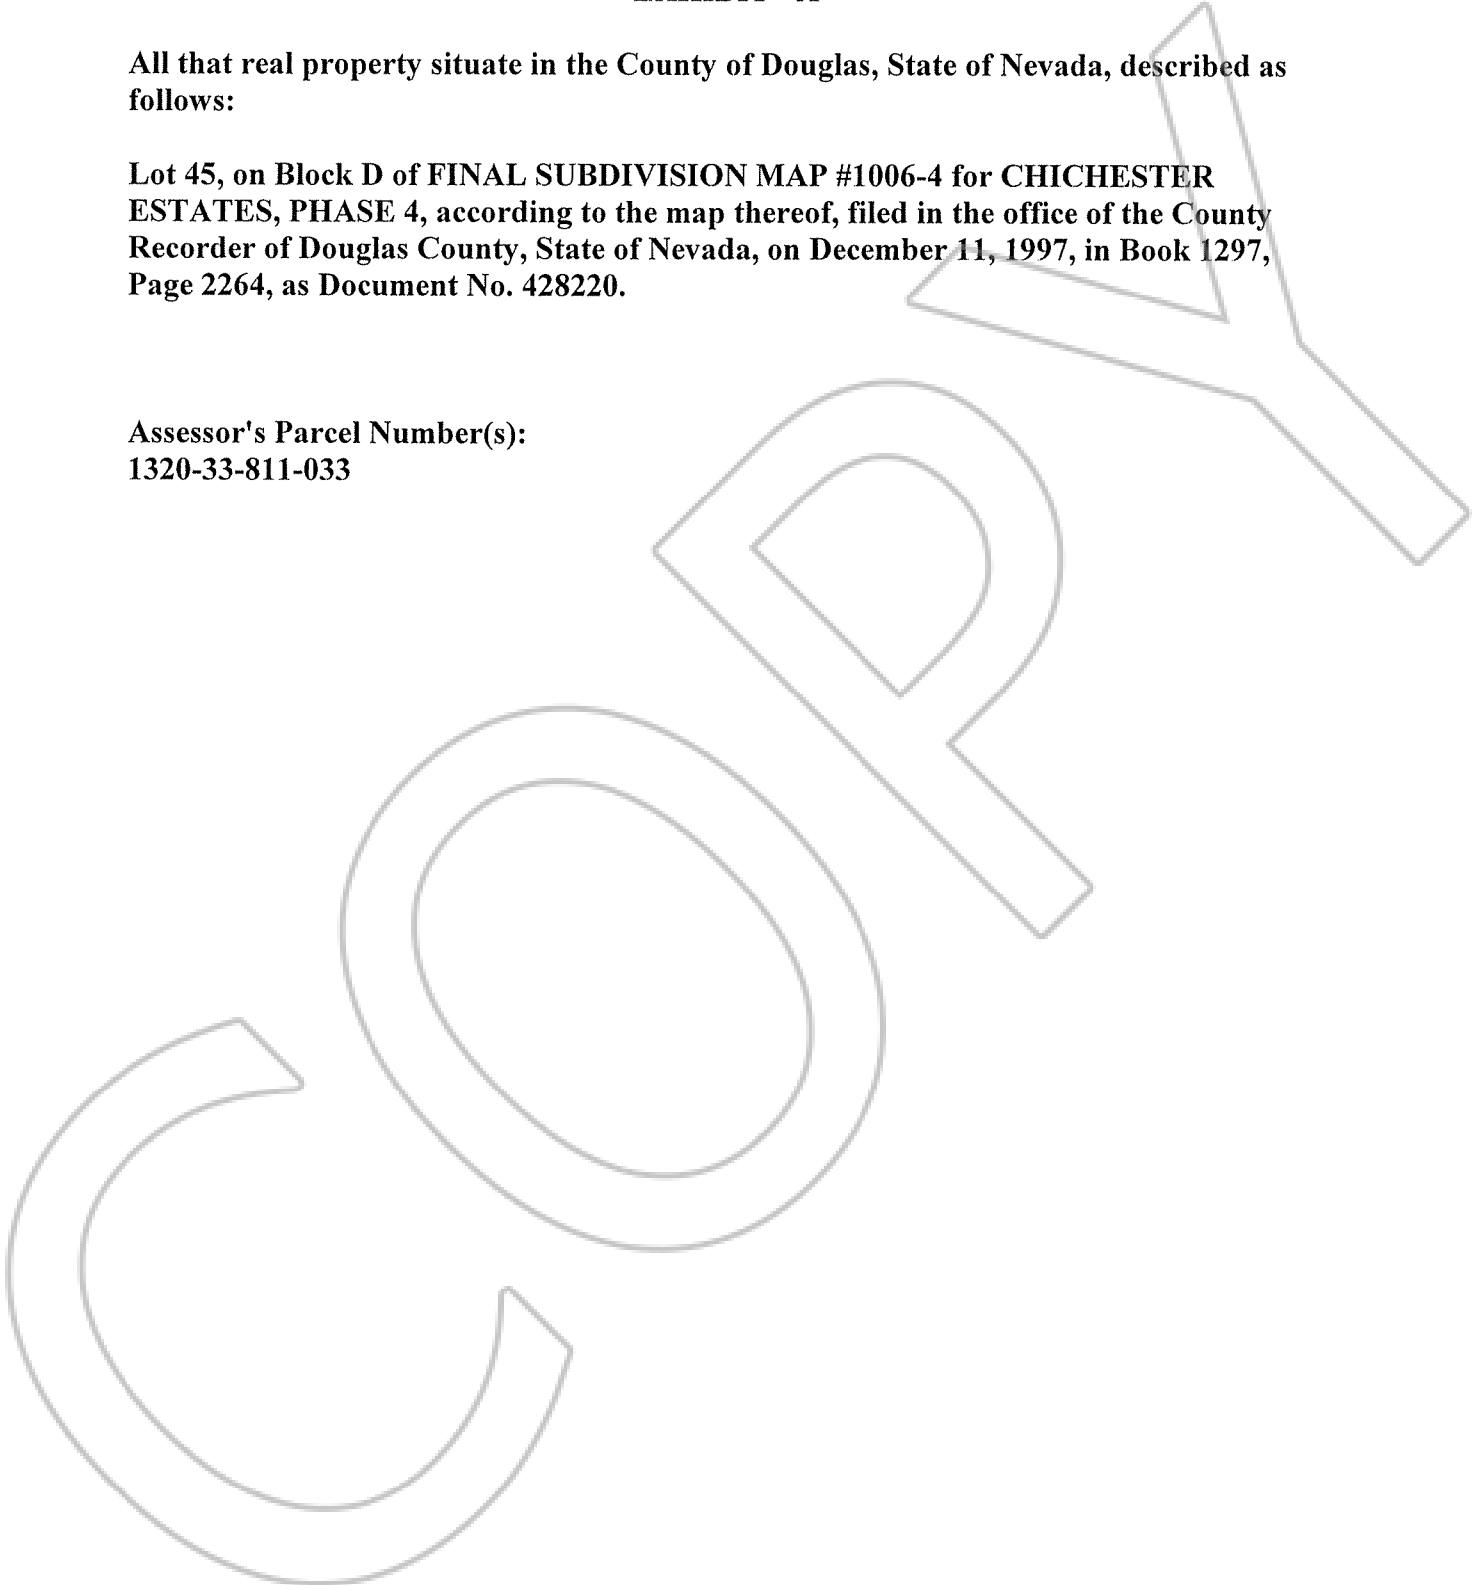 All that real property situate in the County of Douglas, State of Nevada, described as
follows:
Lot 45, on Block D of FINAL SUBDIVISION MAP #1006-4 for CHICHESTER
ESTATES, PHASE 4, according to the map thereof, filed in the office of the County
Recorder of Douglas County, State of Nevada, on December 11, 1997, in Book 1297,
Page 2264, as Document No. 428220.
Assessor's Parcel Number(s):
1320-33-811-033
COPY